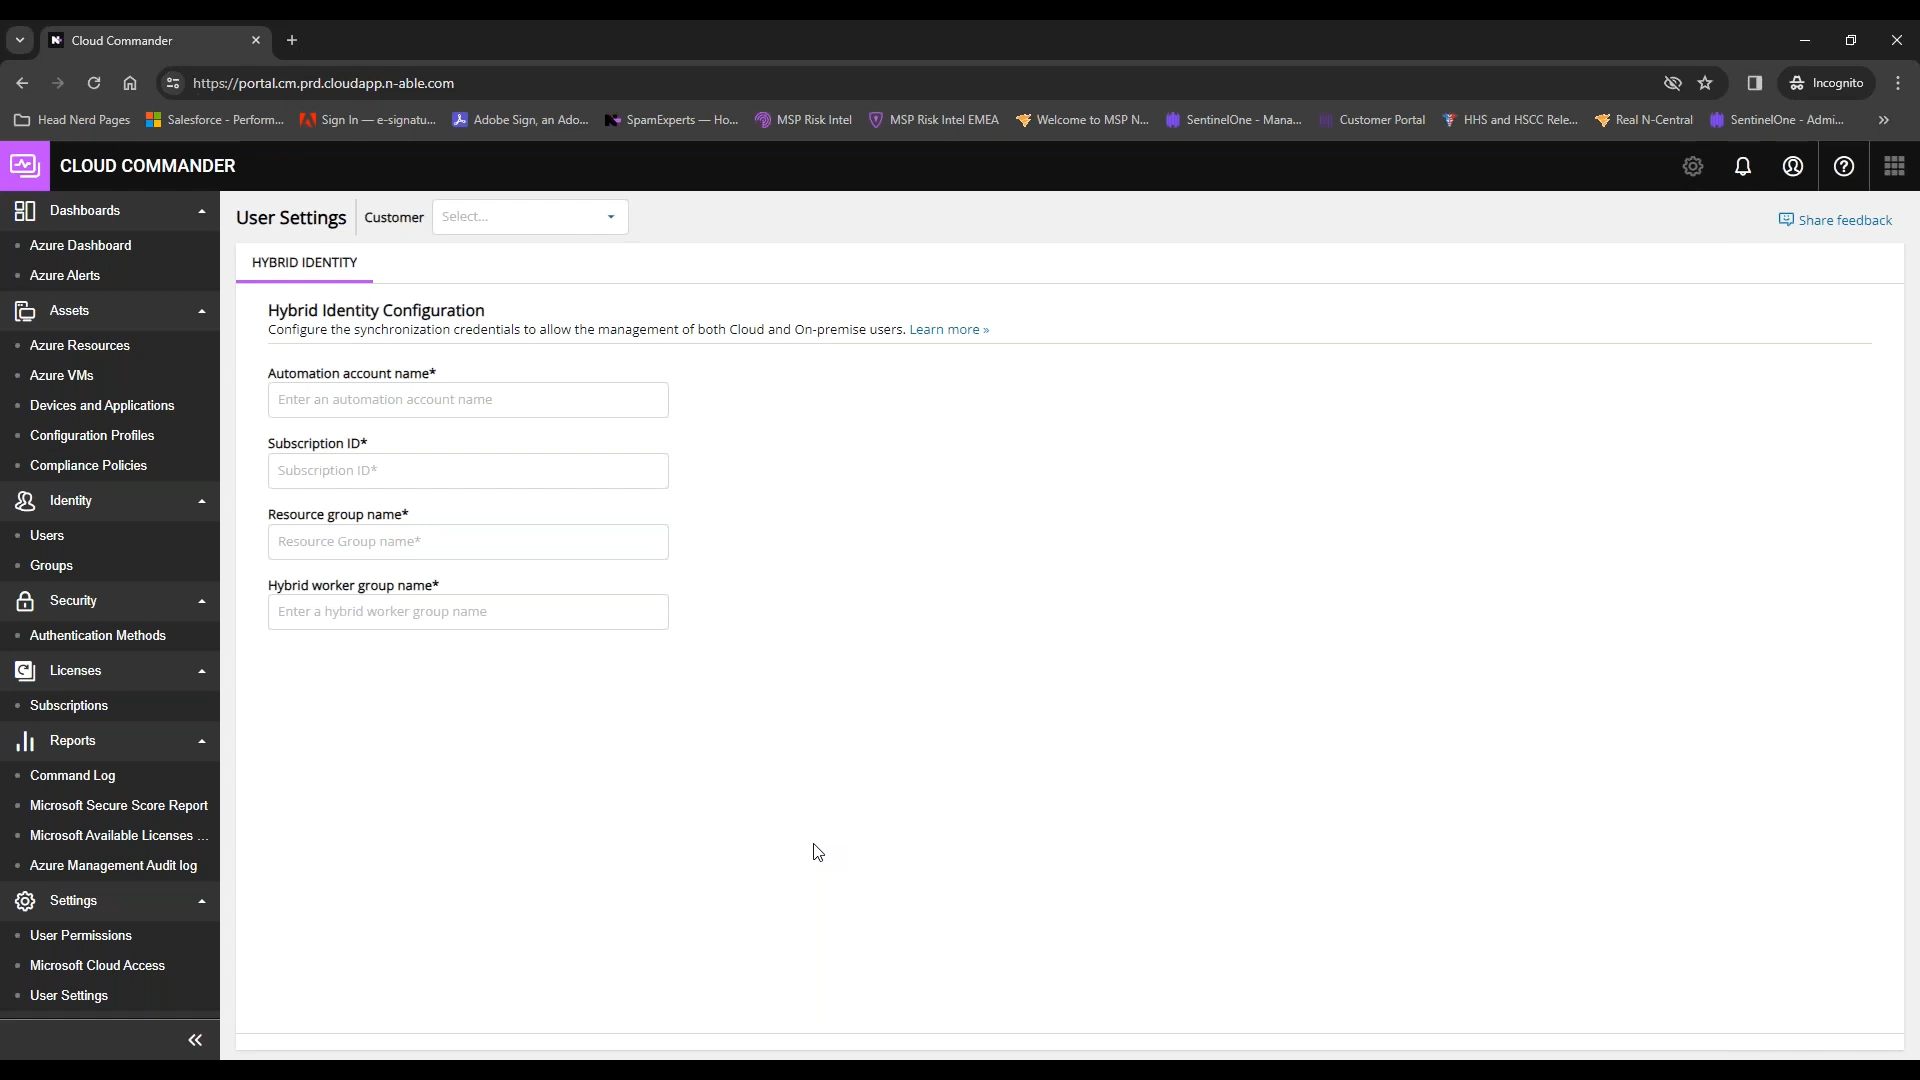 Cloud Commander
https://portal.cm.prd.cloudapp.n-able.com
Incognito
Head Nerd Pages
Salesforce - Perform...
Sign In — e-signatu...
Adobe Sign, an Ado...
SpamExperts — Ho...
MSP Risk Intel
MSP Risk Intel EMEA
Welcome to MSP N...
SentinelOne - Mana...
Customer Portal
HHS and HSCC Rele...
Real N-Central
SentinelOne - Admi...
CLOUD COMMANDER
Dashboards
Azure Dashboard
Azure Alerts
Assets
Azure Resources
Azure VMs
Devices and Applications
Configuration Profiles
Compliance Policies
Identity
Users
Groups
Security
Authentication Methods
Licenses
Subscriptions
Reports
Command Log
Microsoft Secure Score Report
Microsoft Available Licenses ...
Azure Management Audit log
Settings
User Permissions
Microsoft Cloud Access
User Settings
User Settings
Customer
Select...
Share feedback
HYBRID IDENTITY
Hybrid Identity Configuration
Configure the synchronization credentials to allow the management of both Cloud and On-premise users. Learn more »
Automation account name*
Enter an automation account name
Subscription ID*
Subscription ID*
Resource group name*
Resource Group name*
Hybrid worker group name*
Enter a hybrid worker group name